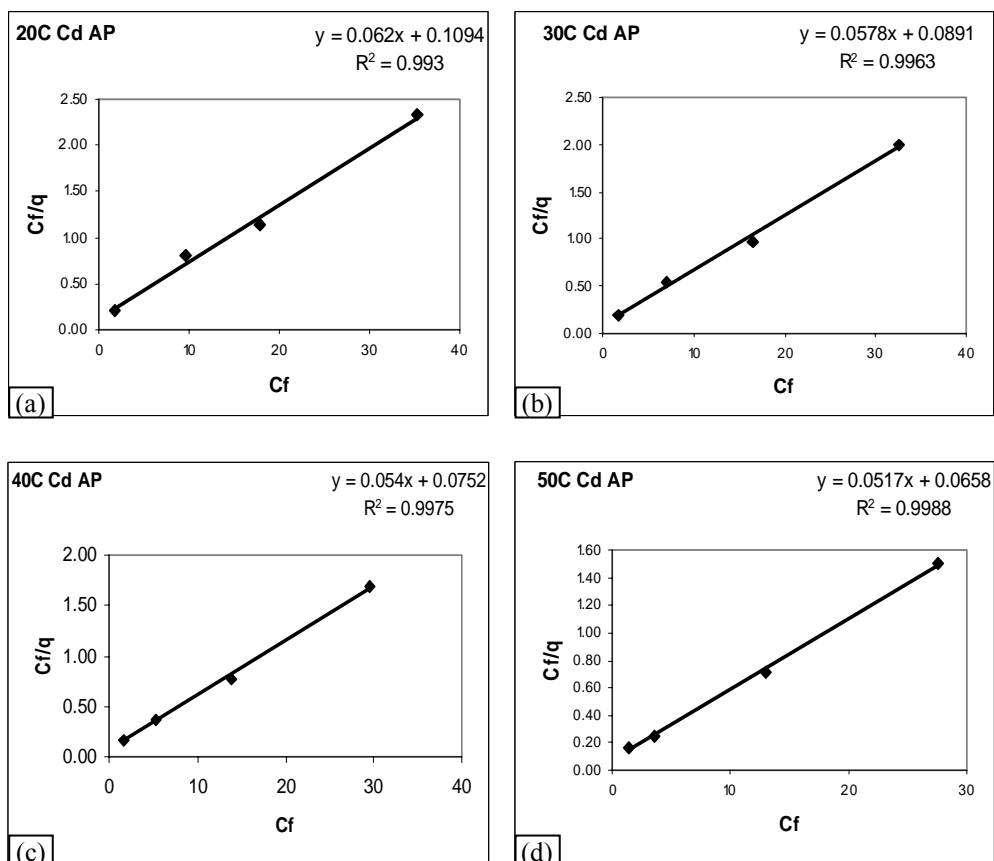 20C Cd AP
y = 0.062x + 0.1094
R² = 0.993
2.50
2.00
1.50
1.00
0.50
0.00
Cf/q
0 10 20 30 40
Cf
(a)
30C Cd AP
y = 0.0578x + 0.0891
R² = 0.9963
2.50
2.00
1.50
1.00
0.50
0.00
Cf/q
0 10 20 30 40
Cf
(b)
40C Cd AP
y = 0.054x + 0.0752
R² = 0.9975
2.00
1.50
1.00
0.50
0.00
Cf/q
0 10 20 30 40
Cf
(c)
50C Cd AP
y = 0.0517x + 0.0658
R² = 0.9988
1.60
1.40
1.20
1.00
0.80
0.60
0.40
0.20
0.00
Cf/q
0 10 20 30
Cf
(d)